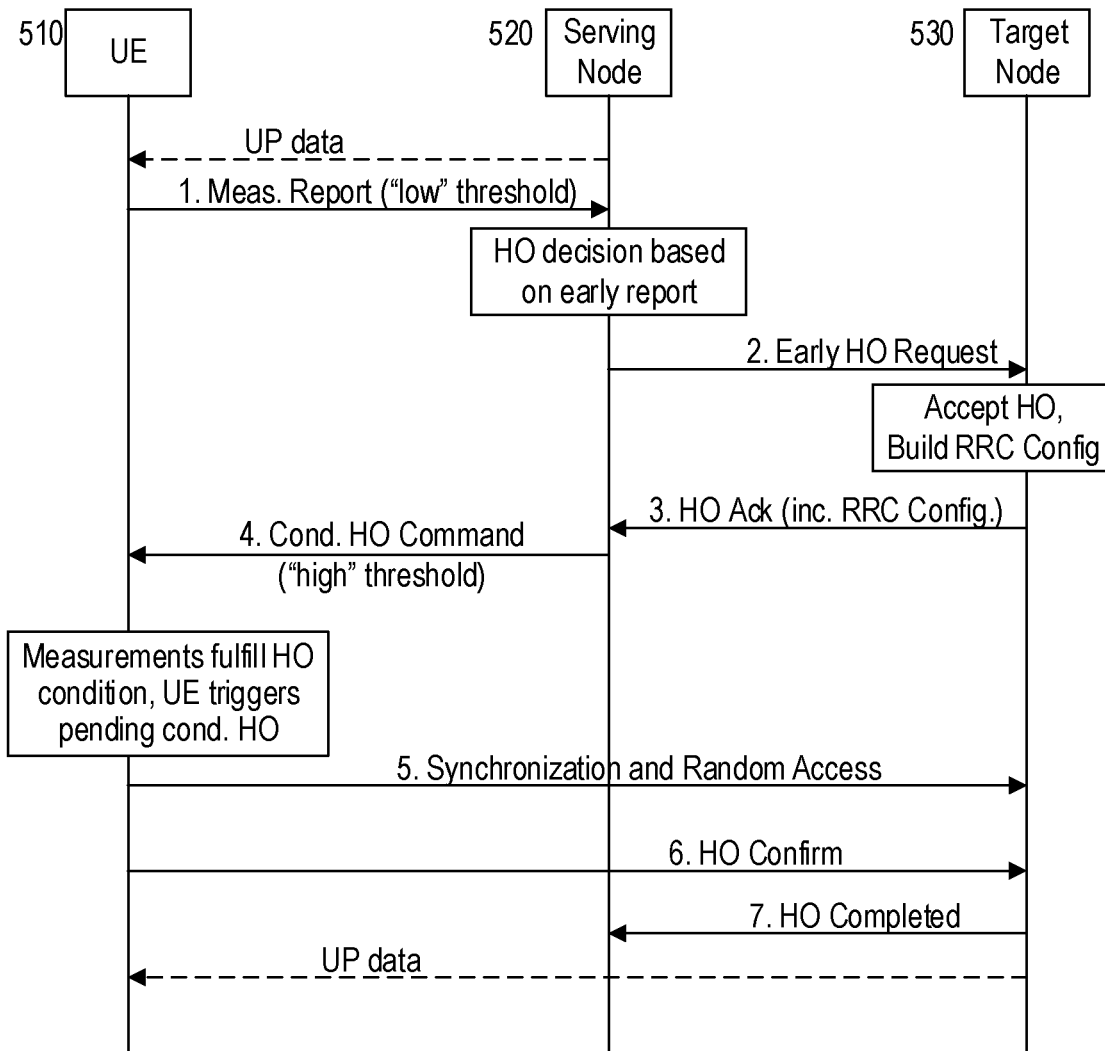 510
UE
520
Serving
Node
530
Target
Node
UP data
1. Meas. Report (“low” threshold)
HO decision based
on early report
2. Early HO Request
Accept HO,
Build RRC Config
3. HO Ack (inc. RRC Config.)
4. Cond. HO Command
(“high” threshold)
Measurements fulfill HO
condition, UE triggers
pending cond. HO
5. Synchronization and Random Access
6. HO Confirm
7. HO Completed
UP data